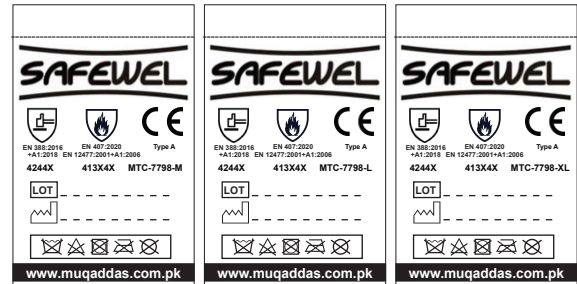 SAFEWEL
CE
EN 388:2016
+A1:2018
EN 407:2020
EN 12477:2001+A1:2006
Type A
4244X 413X4X MTC-7798-M
LOT
www.muqaddas.com.pk
SAFEWEL
CE
EN 388:2016
+A1:2018
EN 407:2020
EN 12477:2001+A1:2006
Type A
4244X 413X4X MTC-7798-L
LOT
www.muqaddas.com.pk
SAFEWEL
CE
EN 388:2016
+A1:2018
EN 407:2020
EN 12477:2001+A1:2006
Type A
4244X 413X4X MTC-7798-XL
LOT
www.muqaddas.com.pk